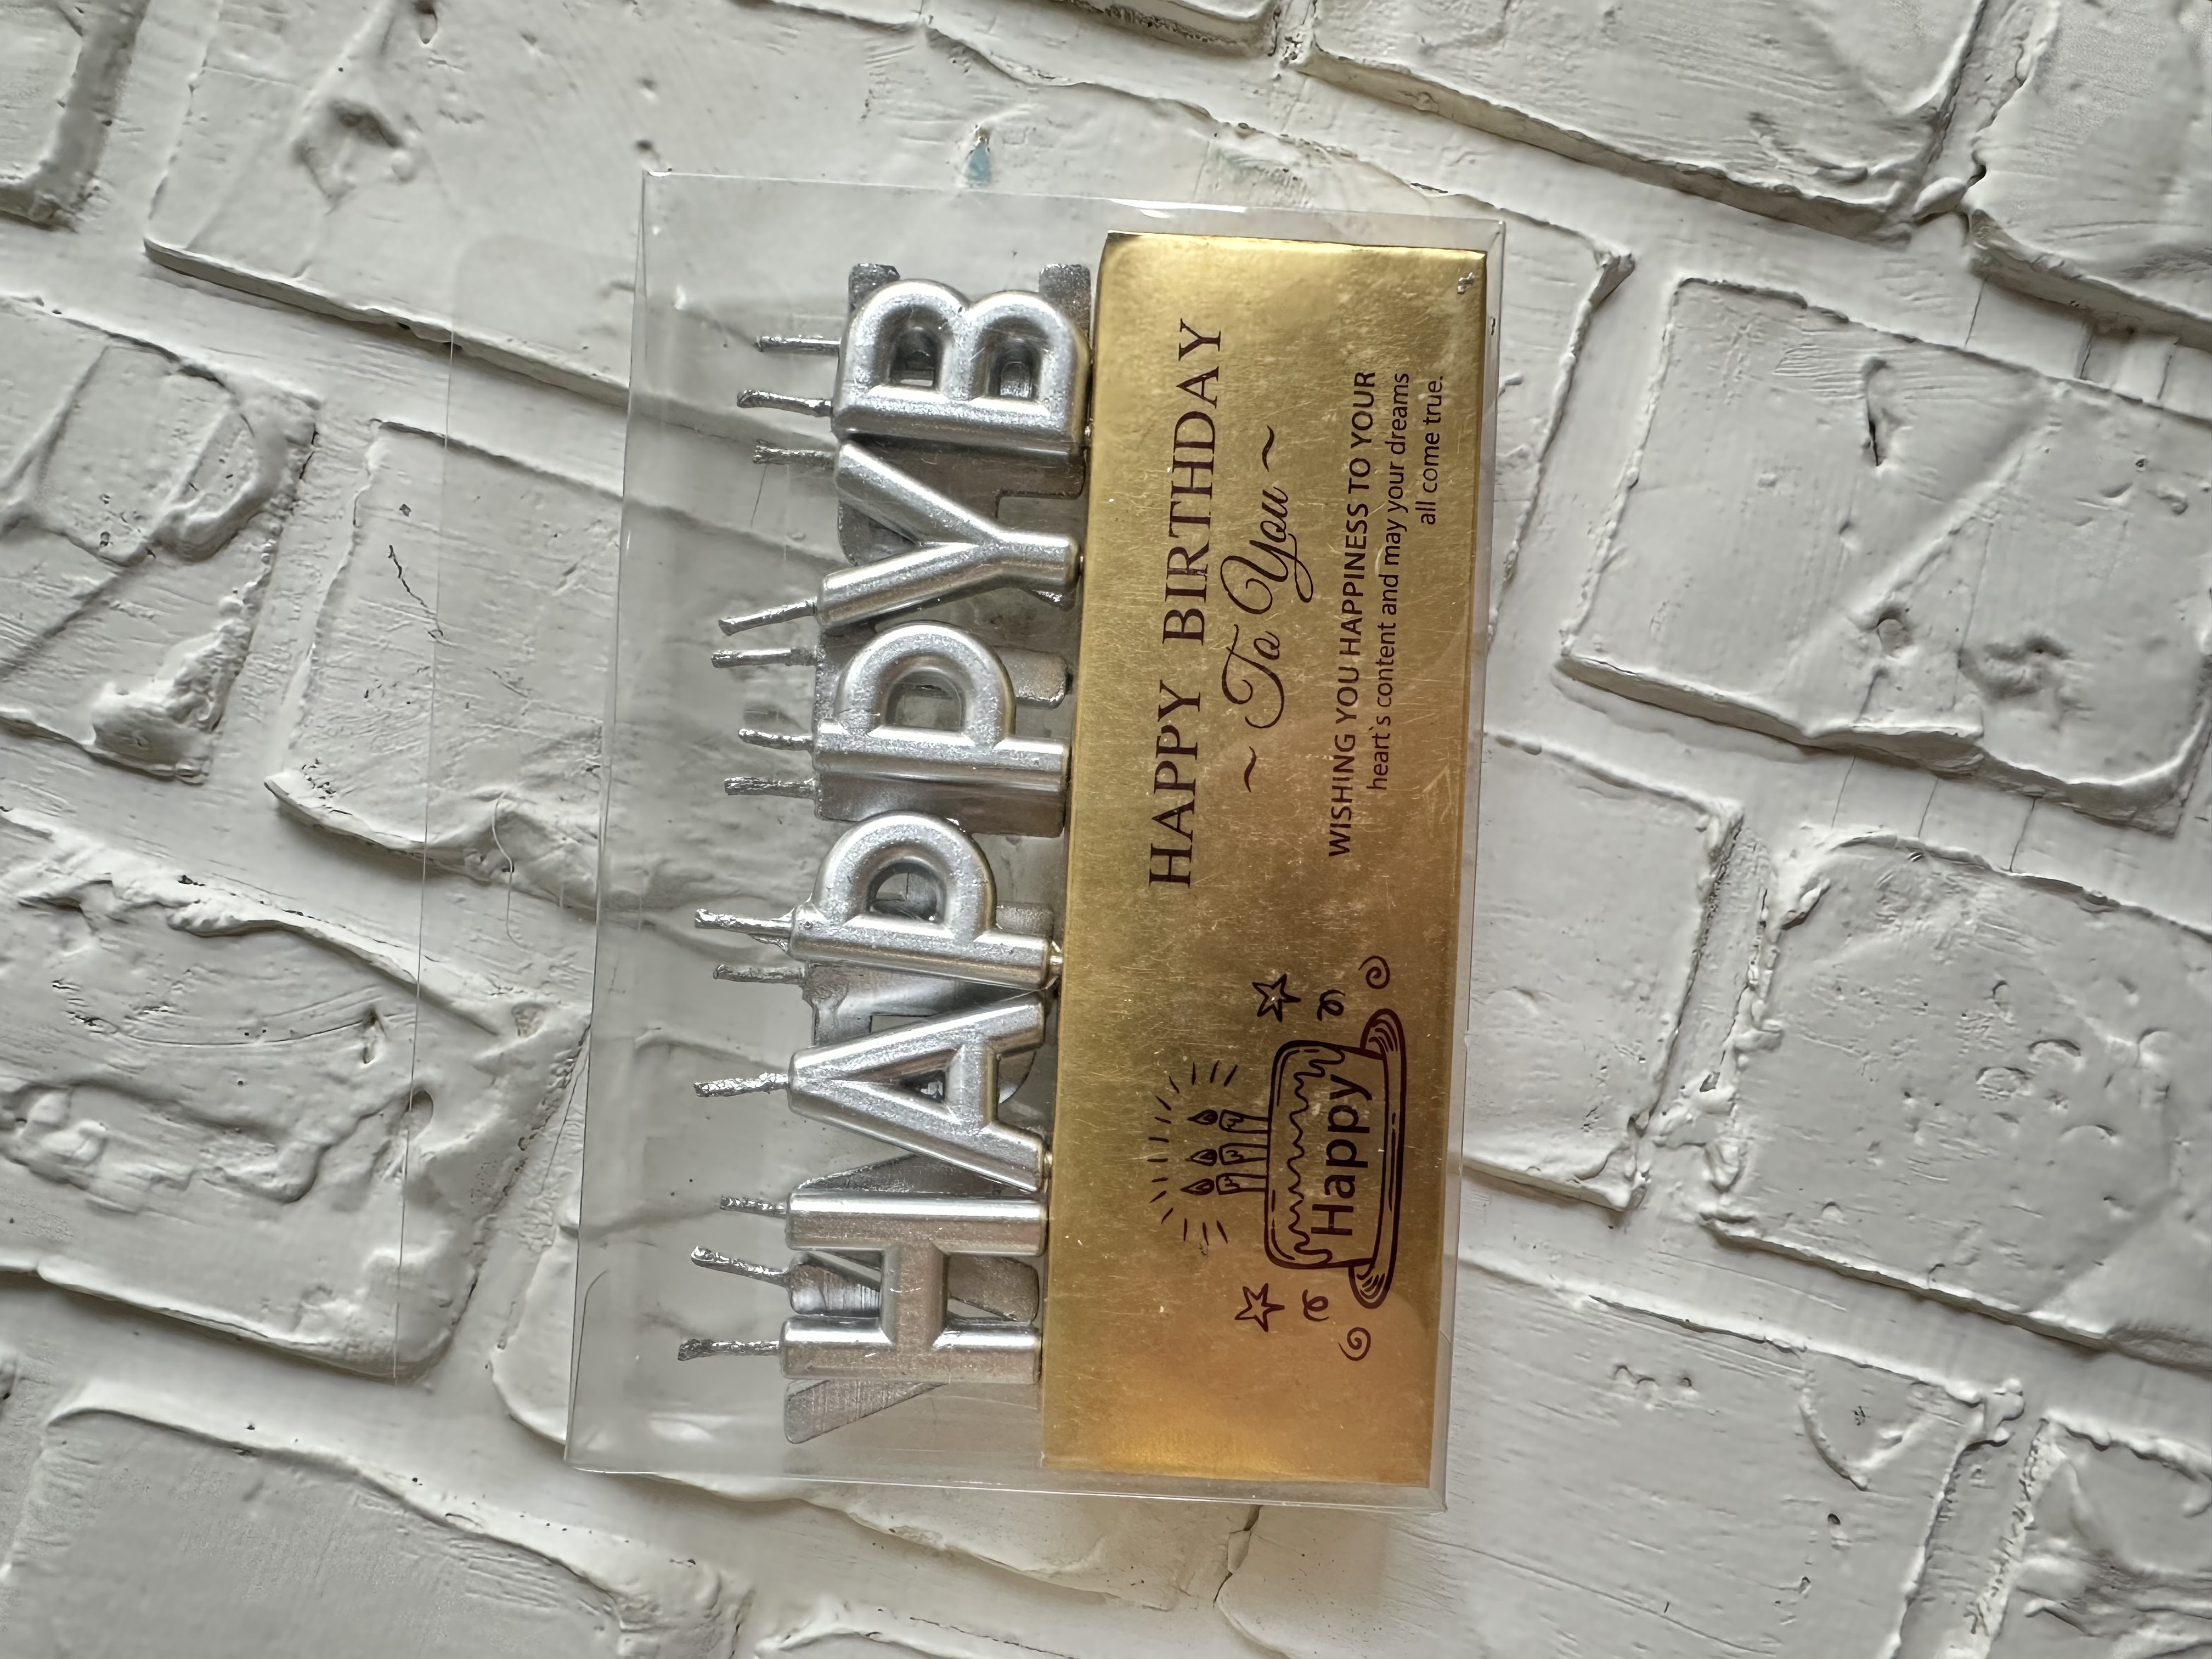 HAPPYB
HAPPY BIRTHDAY
~ To You ~
WISHING YOU HAPPINESS TO YOUR
heart`s content and may your dreams
all come true.
Happy